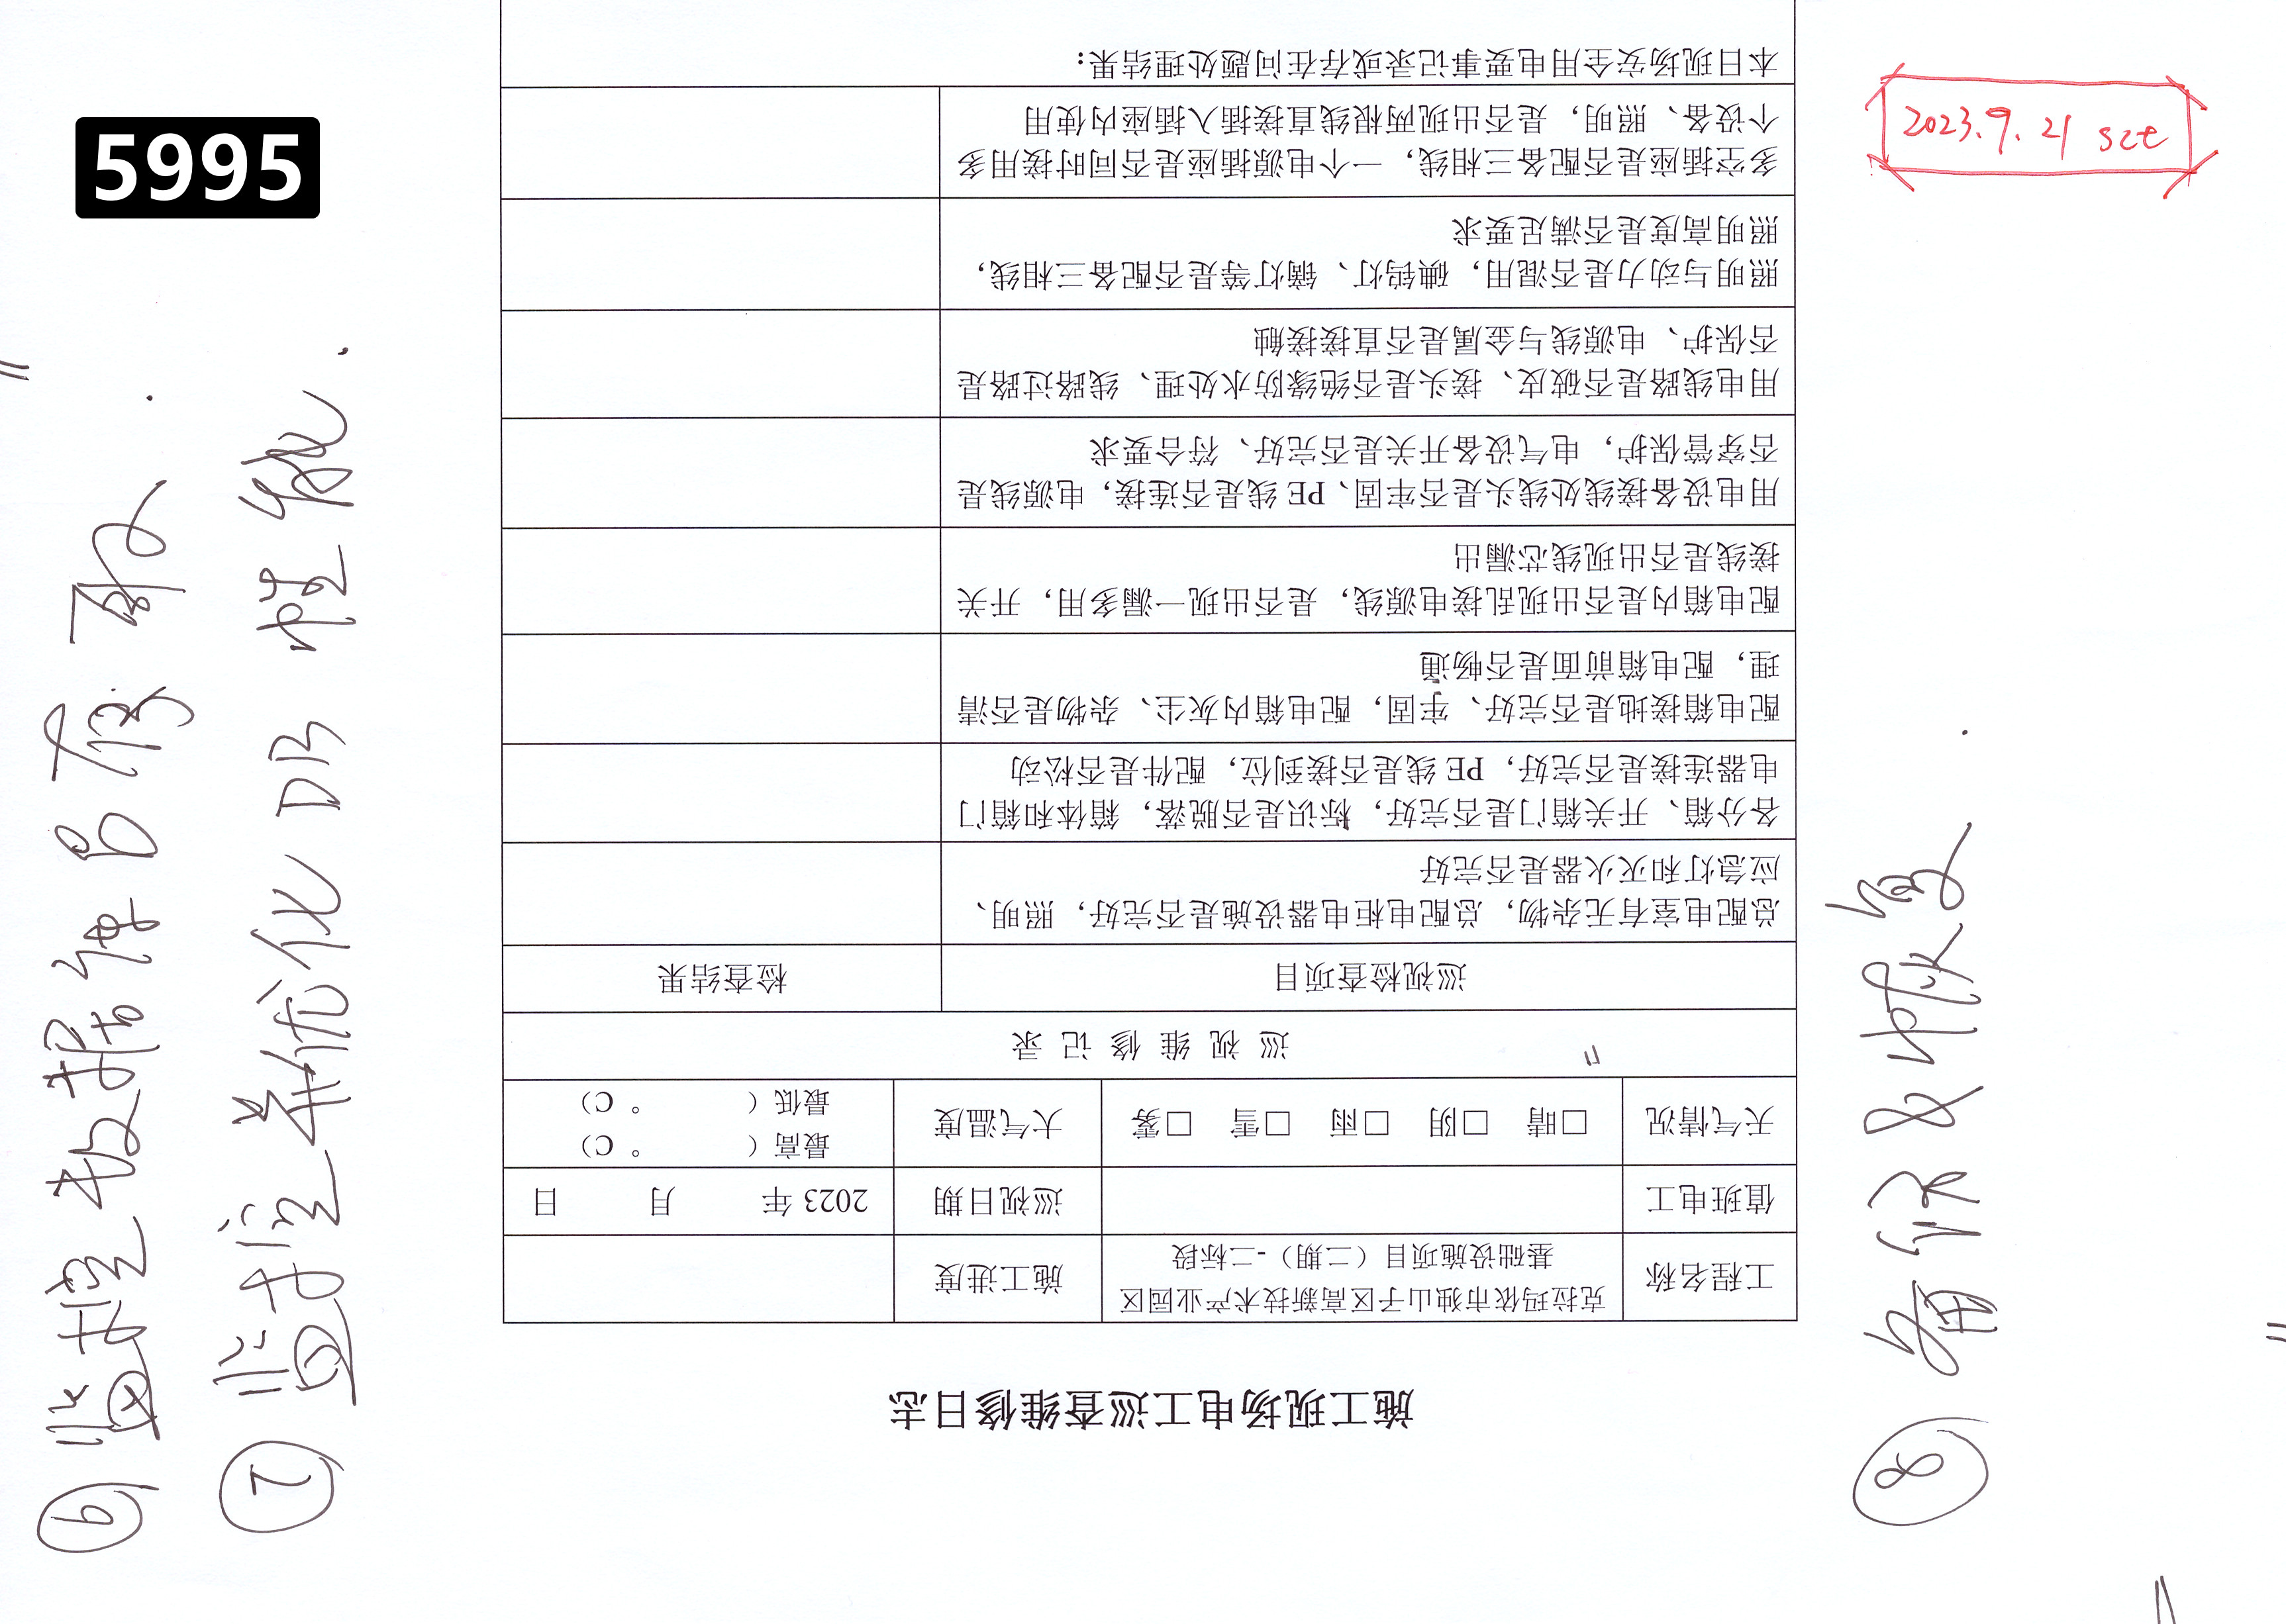 5995
2023.9.21 sze
施工现场电工巡查维修日志
工程名称
克拉玛依市独山子区高新技术产业园区
基础设施项目（二期）-二标段
施工进度
值班电工
巡视日期
2023 年 月 日
天气情况
□晴 □阴 □雨 □雪 □雾
大气温度
最高（ °C）
最低（ °C）
巡 视 维 修 记 录
巡视检查项目
检查结果
总配电室有无杂物，总配电柜电器设施是否完好，照明、
应急灯和灭火器是否完好
各分箱、开关箱门是否完好，标识是否脱落，箱体和箱门
电器连接是否完好，PE 线是否接到位，配件是否松动
配电箱接地是否完好、牢固，配电箱内灰尘、杂物是否清
理，配电箱前面是否畅通
配电箱内是否出现乱接电源线，是否出现一漏多用，开关
接线是否出现线芯漏出
用电设备接线处线头是否牢固、PE 线是否连接，电源线是
否穿管保护，电气设备开关是否完好、符合要求
用电线路是否破皮、接头是否绝缘防水处理、线路过路是
否保护、电源线与金属是否直接接触
照明与动力是否混用，碘钨灯、镝灯等是否配备三相线，
照明高度是否满足要求
多空插座是否配备三相线，一个电源插座是否同时接用多
个设备、照明，是否出现两根线直接插入插座内使用
本日现场安全用电要事记录或存在问题处理结果：
⑥ 监控数据
⑦ 监控 优化 DB 性能.
⑧ 备份及恢复.